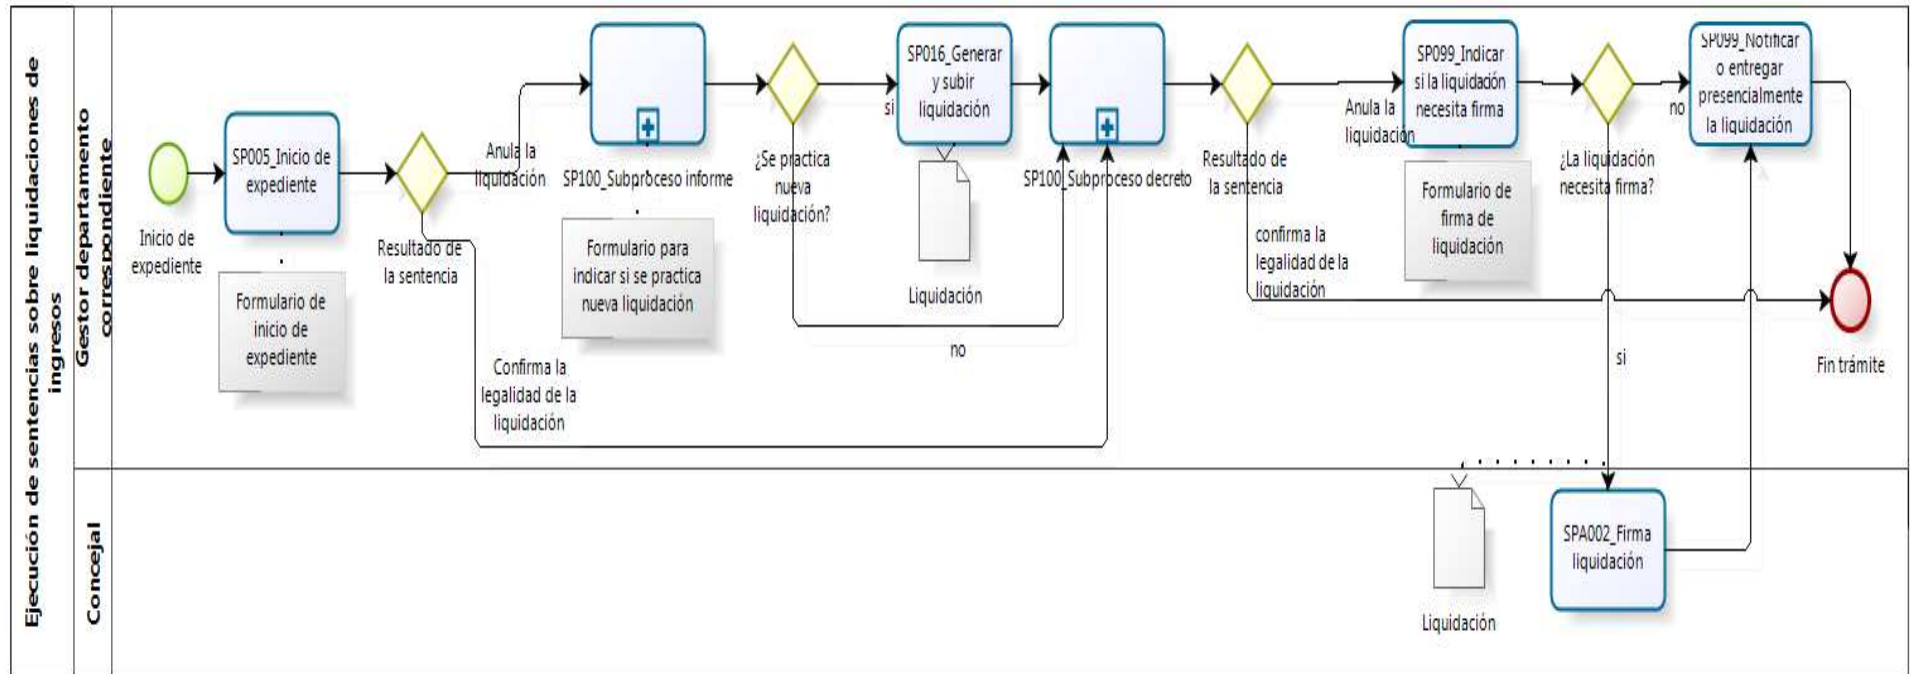 Ejecución de sentencias sobre liquidaciones de
ingresos
Gestor departamento
correspondiente
Inicio de
expediente
SP005_Inicio de
expediente
Formulario de
inicio de
expediente
Resultado de
la sentencia
Anula la
liquidación
Confirma la
legalidad de la
liquidación
SP100_Subproceso informe
Formulario para
indicar si se practica
nueva liquidación
¿Se practica
nueva
liquidación?
si
no
SP016_Generar
y subir
liquidación
Liquidación
SP100_Subproceso decreto
Resultado de
la sentencia
Anula la
liquidación
confirma la
legalidad de la
liquidación
SP099_Indicar
si la liquidación
necesita firma
Formulario de
firma de
liquidación
¿La liquidación
necesita firma?
no
si
SP099_Notificar
o entregar
presencialmente
la liquidación
Fin trámite
Concejal
Liquidación
SPA002_Firma
liquidación